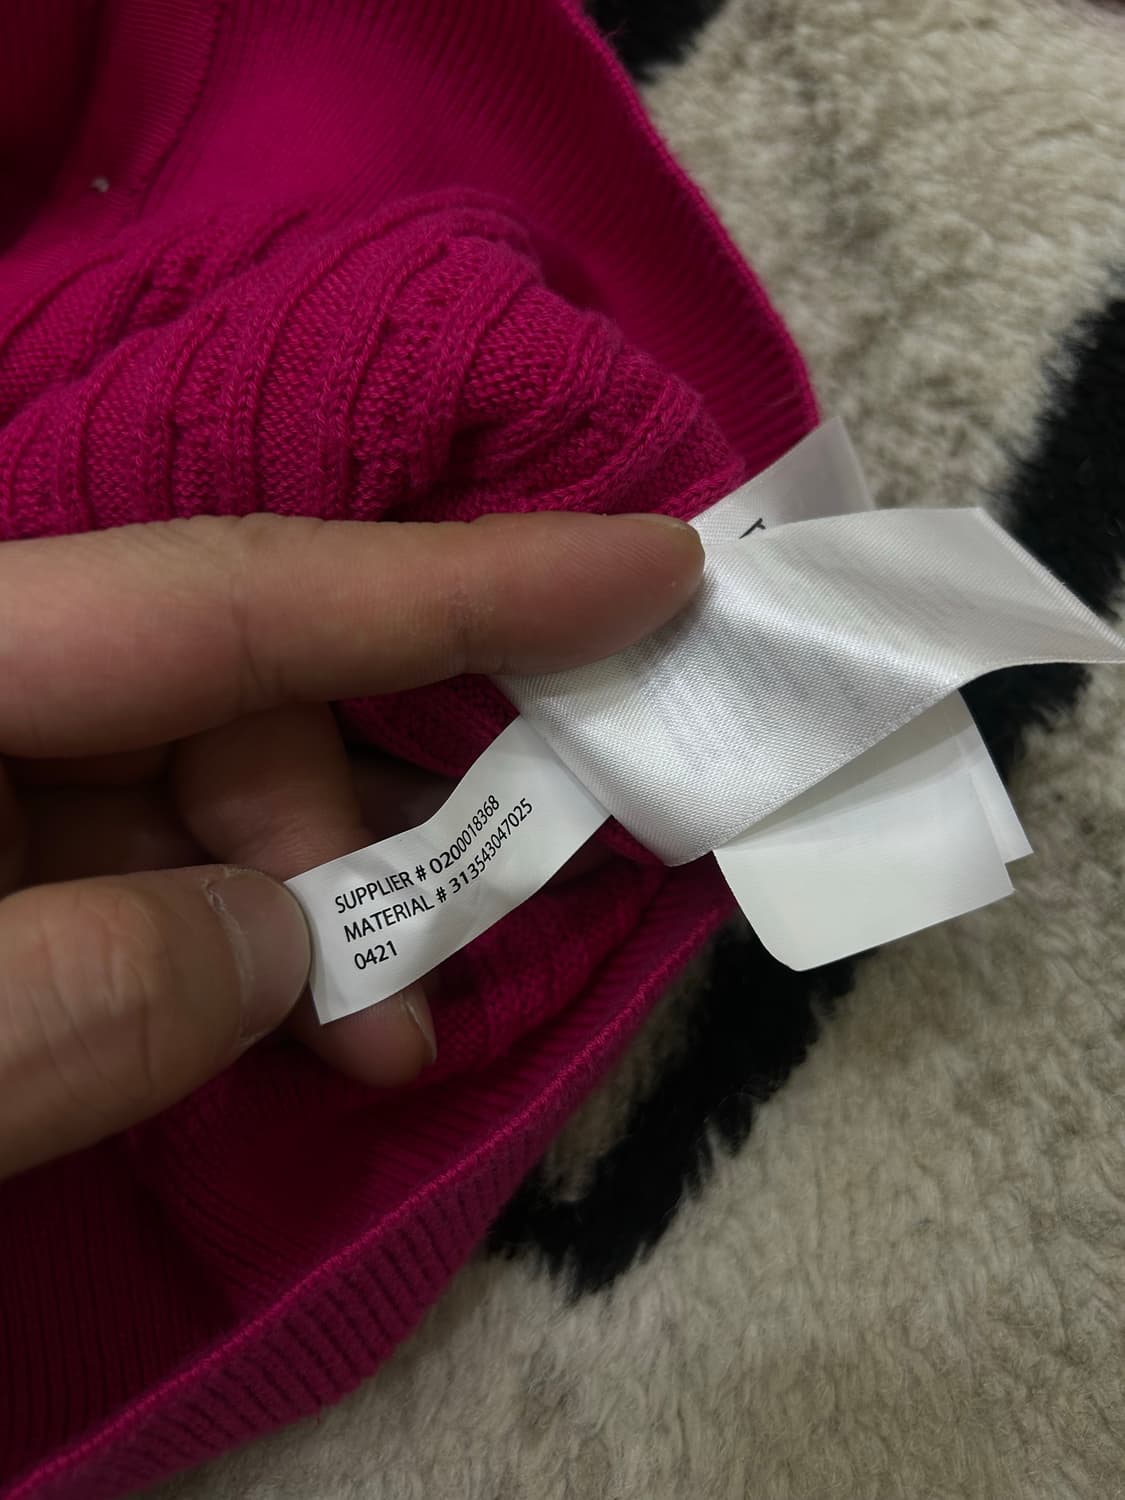 SUPPLIER # 0200018368
MATERIAL # 313543047025
0421